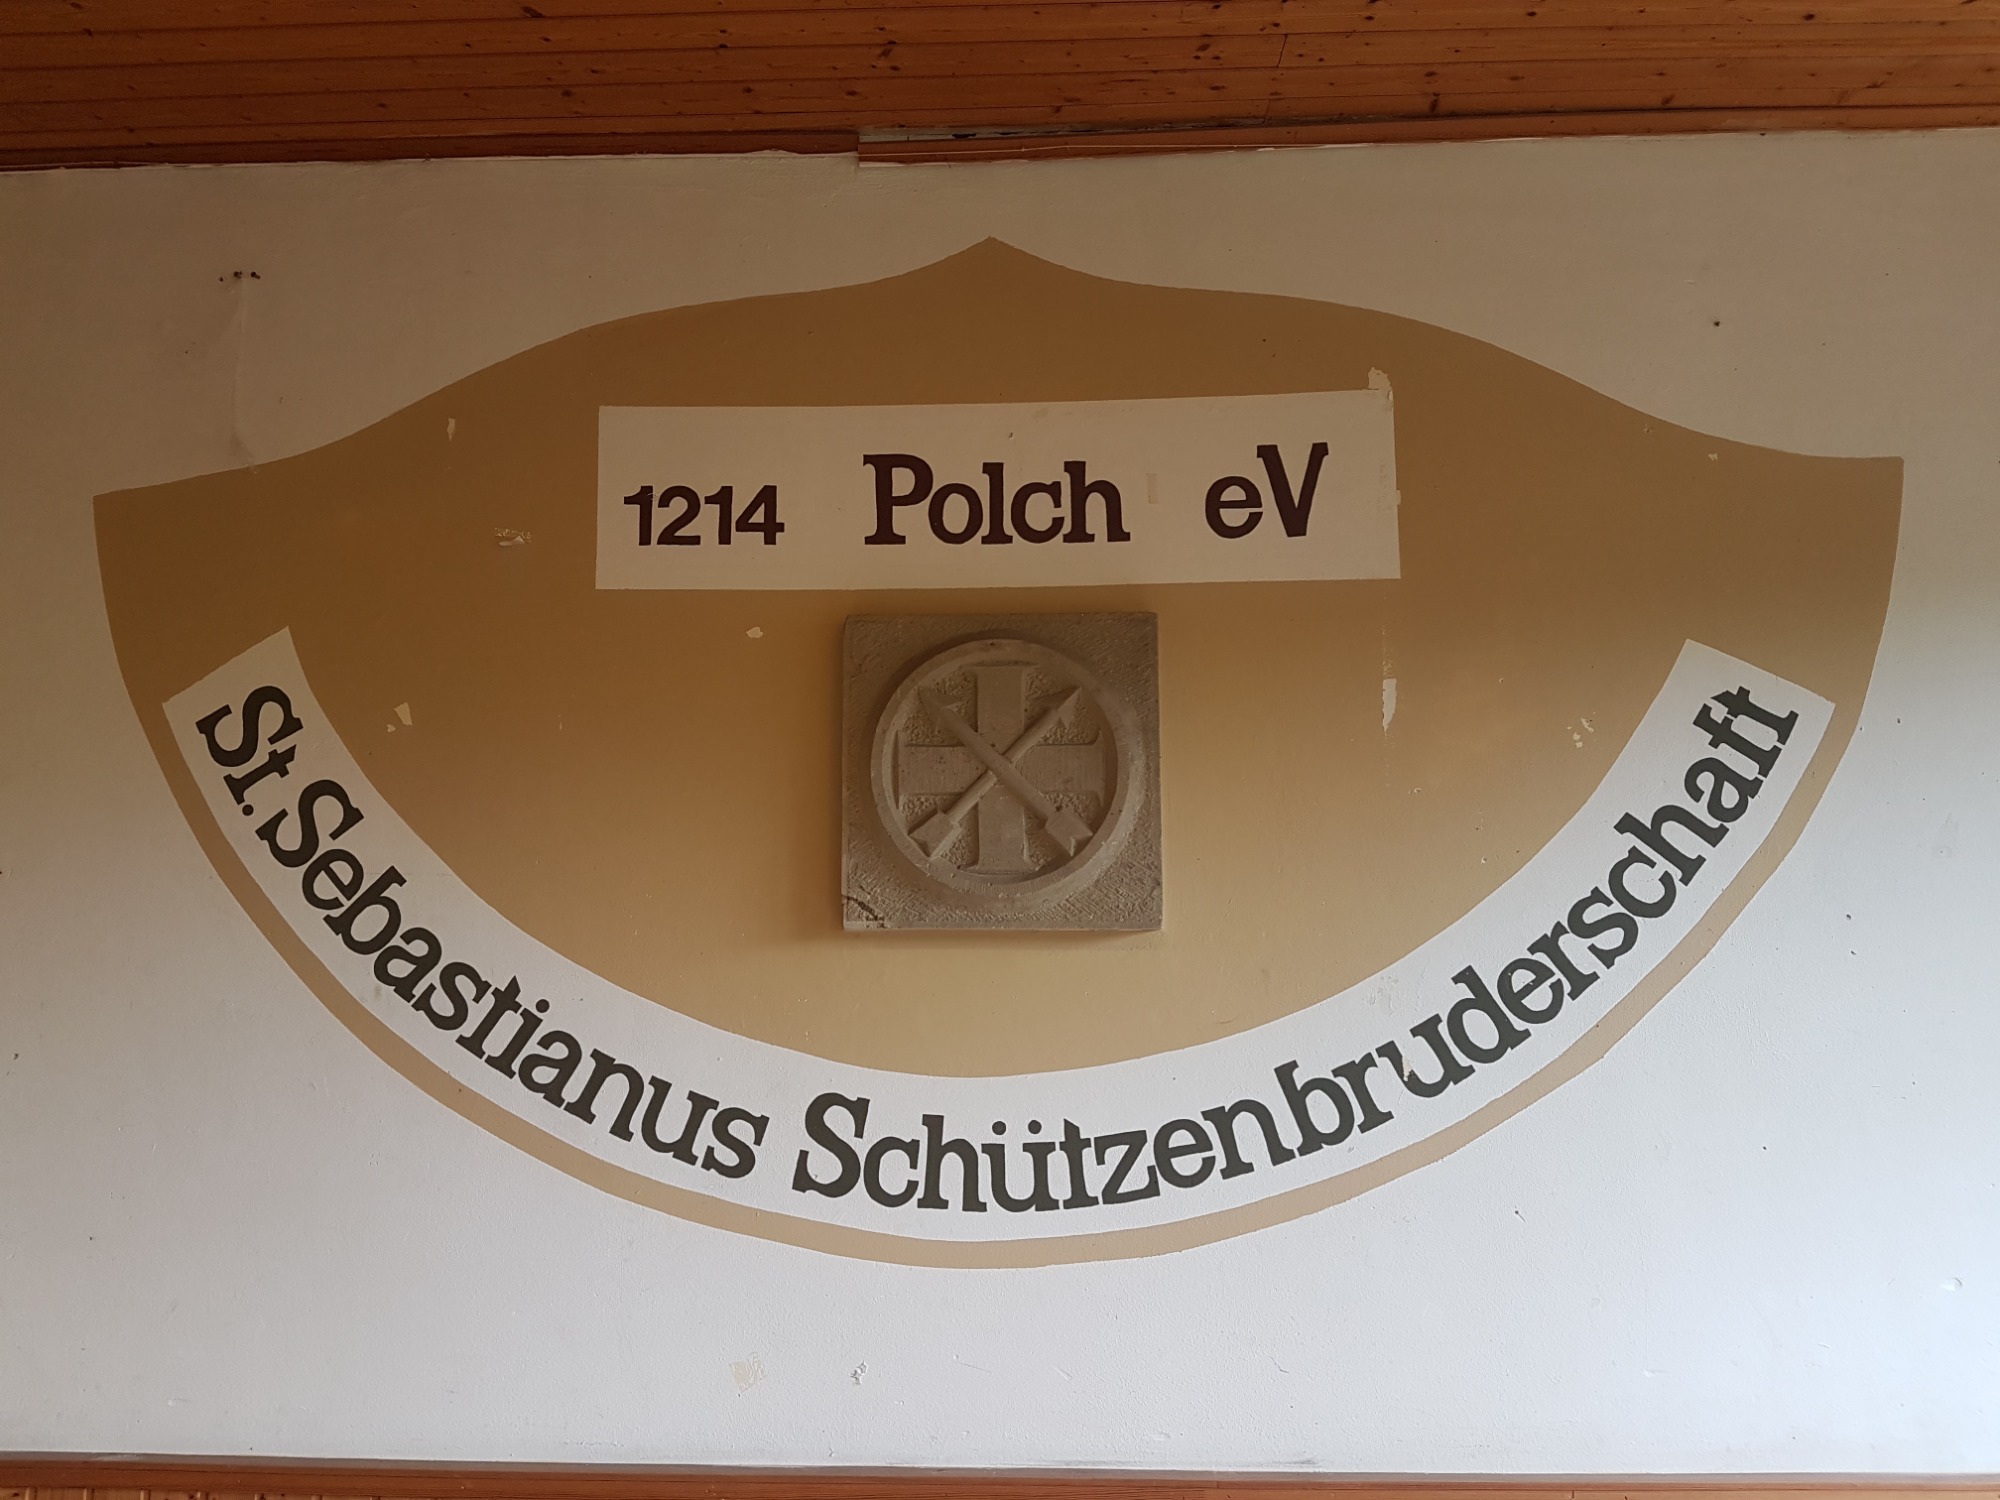 1214 Polch eV
St. Sebastianus Schützenbruderschaft